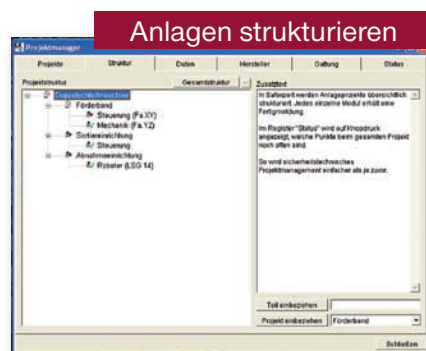 Anlagen strukturieren
Projektmanager
Projekte Struktur Daten Hersteller Geltung Status
Projektstruktur Gesamtstruktur Zusatztext
Doppelschleifmaschine
Förderband
Steuerung (Fa.XY)
Mechanik (Fa.YZ)
Sortiereinrichtung
Steuerung
Abnahmeeinrichtung
Roboter (LSG 14)
In Safexpert werden Anlagenprojekte übersichtlich
strukturiert. Jedes einzelne Modul erhält eine
Fertigmeldung.
Im Register "Status" wird auf Knopdruck
angezeigt, welche Punkte beim gesamten Projekt
noch offen sind.
So wird sicherheitstechnisches
Projektmanagement einfacher als je zuvor.
Teil einbeziehen
Projekt einbeziehen Förderband
Schließen